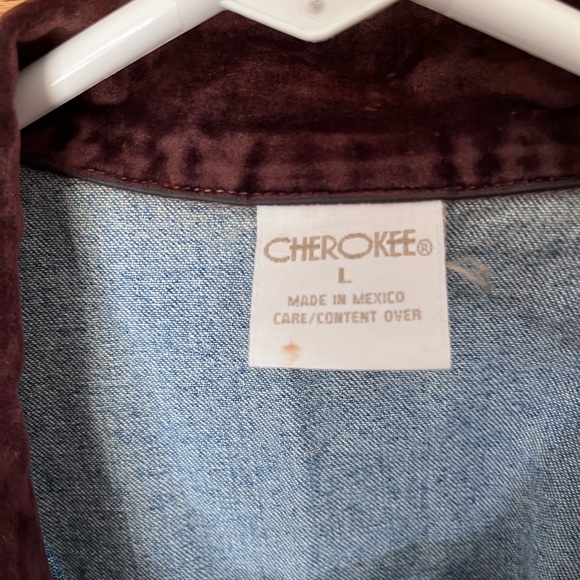 CHEROKEE®
L
MADE IN MEXICO
CARE/CONTENT OVER